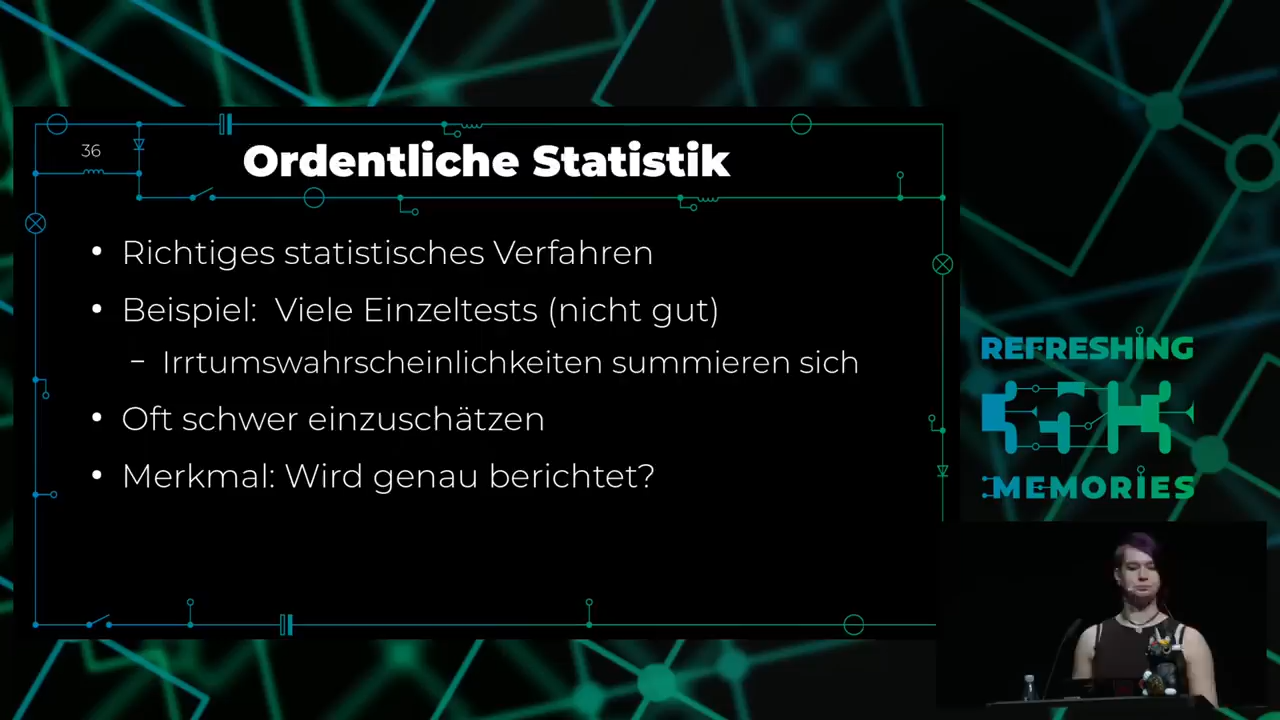 36
Ordentliche Statistik
• Richtiges statistisches Verfahren
• Beispiel:  Viele Einzeltests (nicht gut)
– Irrtumswahrscheinlichkeiten summieren sich
• Oft schwer einzuschätzen
• Merkmal: Wird genau berichtet?
REFRESHING
MEMORIES